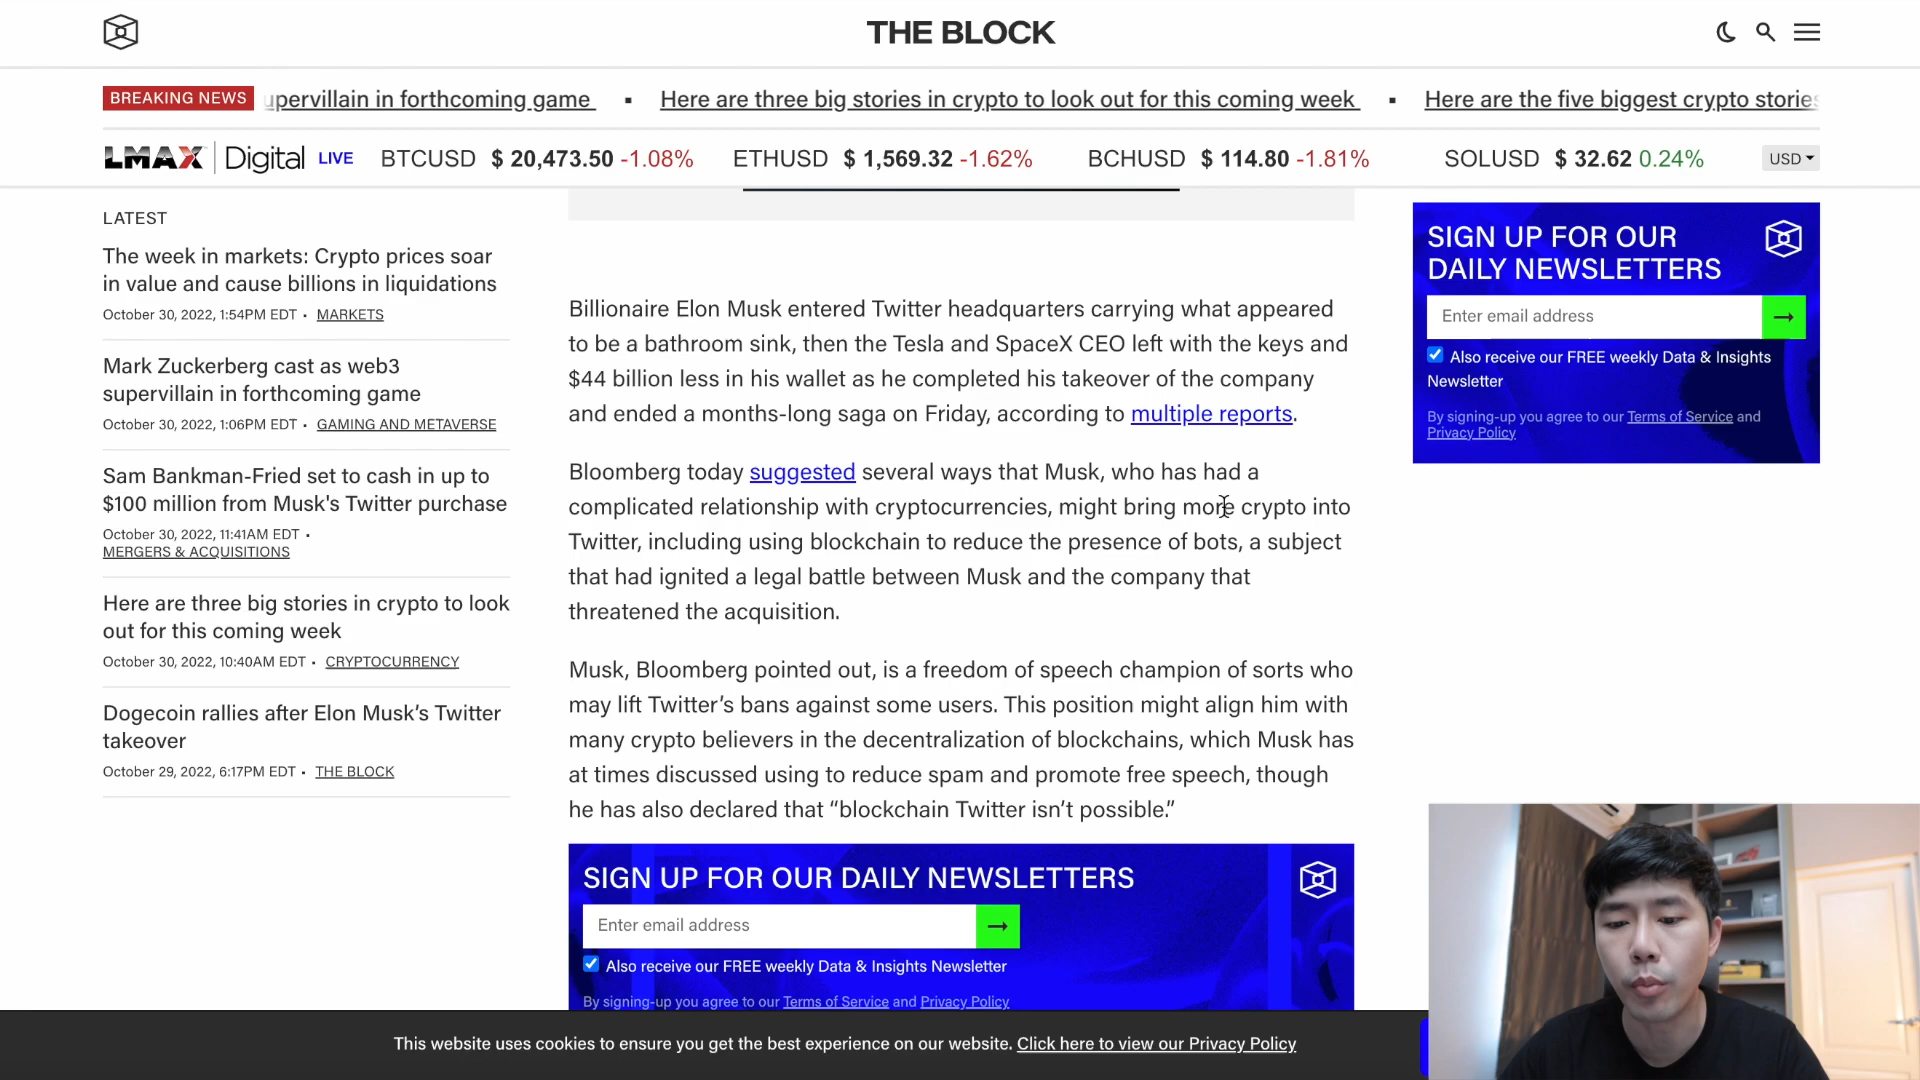 THE BLOCK
BREAKING NEWS
upervillain in forthcoming game ▪ Here are three big stories in crypto to look out for this coming week ▪ Here are the five biggest crypto stories
LMAX Digital LIVE BTCUSD $ 20,473.50 -1.08% ETHUSD $ 1,569.32 -1.62% BCHUSD $ 114.80 -1.81% SOLUSD $ 32.62 0.24% USD
LATEST
The week in markets: Crypto prices soar
in value and cause billions in liquidations
October 30, 2022, 1:54PM EDT • MARKETS
Mark Zuckerberg cast as web3
supervillain in forthcoming game
October 30, 2022, 1:06PM EDT • GAMING AND METAVERSE
Sam Bankman-Fried set to cash in up to
$100 million from Musk's Twitter purchase
October 30, 2022, 11:41AM EDT •
MERGERS & ACQUISITIONS
Here are three big stories in crypto to look
out for this coming week
October 30, 2022, 10:40AM EDT • CRYPTOCURRENCY
Dogecoin rallies after Elon Musk’s Twitter
takeover
October 29, 2022, 6:17PM EDT • THE BLOCK
Billionaire Elon Musk entered Twitter headquarters carrying what appeared
to be a bathroom sink, then the Tesla and SpaceX CEO left with the keys and
$44 billion less in his wallet as he completed his takeover of the company
and ended a months-long saga on Friday, according to multiple reports.
Bloomberg today suggested several ways that Musk, who has had a
complicated relationship with cryptocurrencies, might bring more crypto into
Twitter, including using blockchain to reduce the presence of bots, a subject
that had ignited a legal battle between Musk and the company that
threatened the acquisition.
Musk, Bloomberg pointed out, is a freedom of speech champion of sorts who
may lift Twitter’s bans against some users. This position might align him with
many crypto believers in the decentralization of blockchains, which Musk has
at times discussed using to reduce spam and promote free speech, though
he has also declared that “blockchain Twitter isn’t possible.”
SIGN UP FOR OUR DAILY NEWSLETTERS
Enter email address
Also receive our FREE weekly Data & Insights Newsletter
By signing-up you agree to our Terms of Service and Privacy Policy
SIGN UP FOR OUR
DAILY NEWSLETTERS
Enter email address
Also receive our FREE weekly Data & Insights
Newsletter
By signing-up you agree to our Terms of Service and
Privacy Policy
This website uses cookies to ensure you get the best experience on our website. Click here to view our Privacy Policy